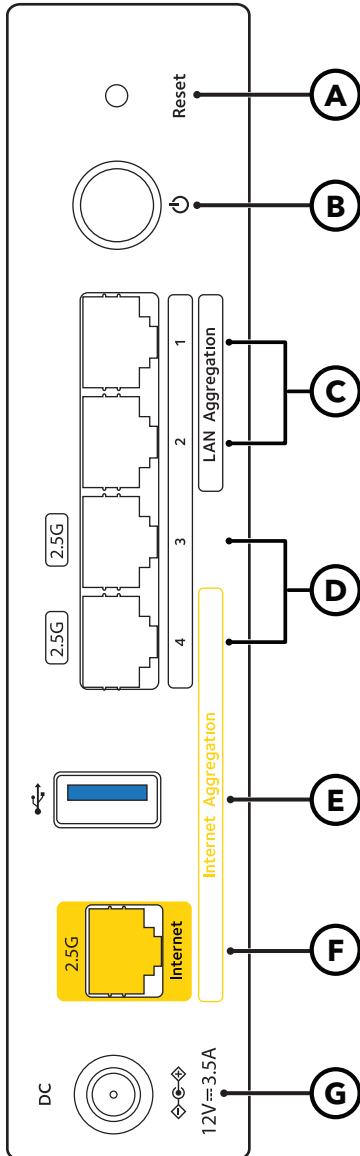 Reset
A
B
1
LAN Aggregation
C
2
2.5G
3
D
2.5G
4
Internet Aggregation
E
2.5G
Internet
F
DC
12V⎓3.5A
G